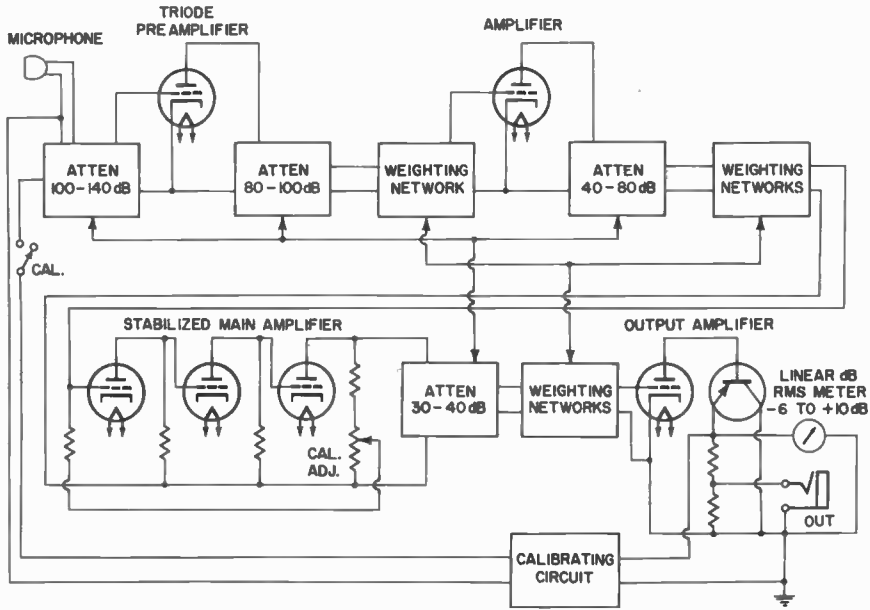 TRIODE
PREAMPLIFIER
AMPLIFIER
MICROPHONE
ATTEN
100-140 dB
ATTEN
80-100dB
WEIGHTING
NETWORK
ATTEN
40-80dB
WEIGHTING
NETWORKS
CAL.
STABILIZED MAIN AMPLIFIER
OUTPUT AMPLIFIER
ATTEN
30-40dB
WEIGHTING
NETWORKS
LINEAR dB
RMS METER
-6 TO +10dB
CAL.
ADJ.
OUT
CALIBRATING
CIRCUIT